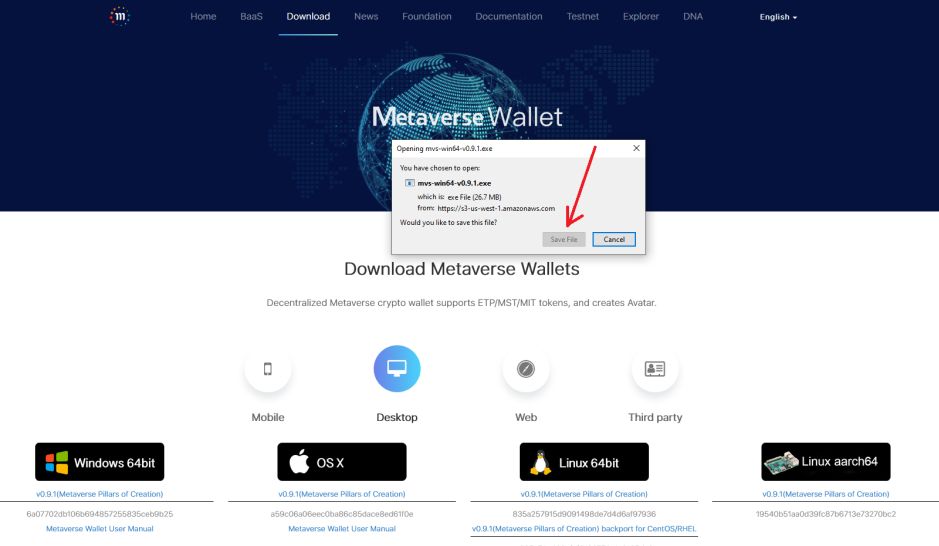 m Home BaaS Download News Foundation Documentation Testnet Explorer DNA English
Metaverse Wallet
Opening mvs-win64-v0.9.1.exe
You have chosen to open:
mvs-win64-v0.9.1.exe
which is: exe File (26.7 MB)
from: https://s3-us-west-1.amazonaws.com
Would you like to save this file?
Save File Cancel
Download Metaverse Wallets
Decentralized Metaverse crypto wallet supports ETP/MST/MIT tokens, and creates Avatar.
Mobile Desktop Web Third party
Windows 64bit OS X Linux 64bit Linux aarch64
v0.9.1(Metaverse Pillars of Creation) v0.9.1(Metaverse Pillars of Creation) v0.9.1(Metaverse Pillars of Creation) v0.9.1(Metaverse Pillars of Creation)
6a07702db106b6948572558​35ceb9b25 a59c06a06eec0ba86c85dace8ed61f0e 835a257915d9091498de7d4d6af97936 19540b51aa0d39fc87b6713e73270bc2
Metaverse Wallet User Manual Metaverse Wallet User Manual v0.9.1(Metaverse Pillars of Creation) backport for CentOS/RHEL